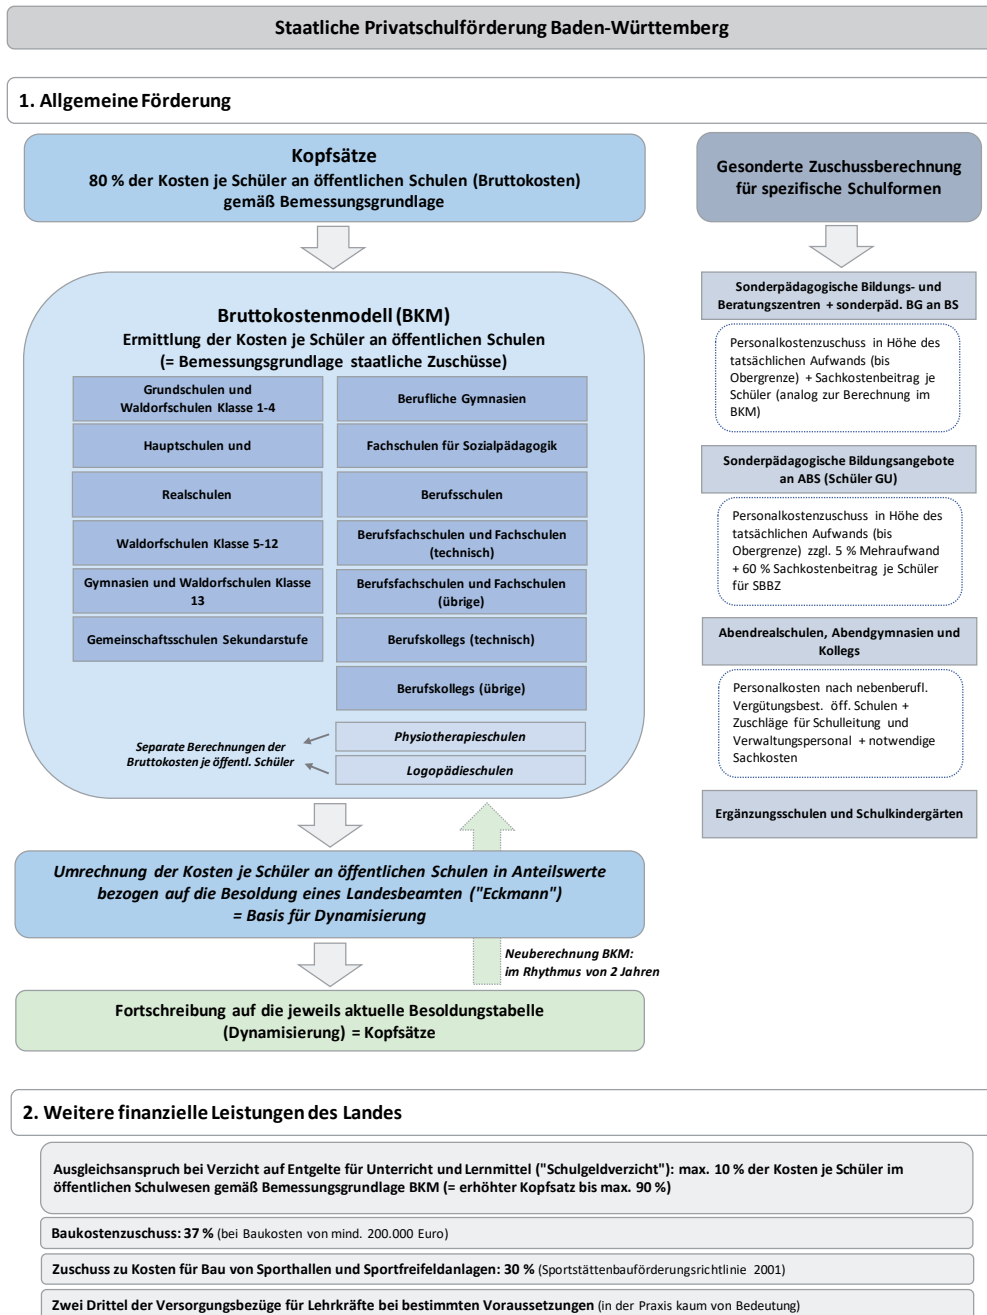 Staatliche Privatschulförderung Baden-Württemberg
1. Allgemeine Förderung
Kopfsätze
80 % der Kosten je Schüler an öffentlichen Schulen (Bruttokosten)
gemäß Bemessungsgrundlage
Bruttokostenmodell (BKM)
Ermittlung der Kosten je Schüler an öffentlichen Schulen
(= Bemessungsgrundlage staatliche Zuschüsse)
Grundschulen und
Waldorfschulen Klasse 1-4
Hauptschulen und
Realschulen
Waldorfschulen Klasse 5-12
Gymnasien und Waldorfschulen Klasse
13
Gemeinschaftsschulen Sekundarstufe
Berufliche Gymnasien
Fachschulen für Sozialpädagogik
Berufsschulen
Berufsfachschulen und Fachschulen
(technisch)
Berufsfachschulen und Fachschulen
(übrige)
Berufskollegs (technisch)
Berufskollegs (übrige)
Physiotherapieschulen
Logopädieschulen
Separate Berechnungen der
Bruttokosten je öffentl. Schüler
Umrechnung der Kosten je Schüler an öffentlichen Schulen in Anteilswerte
bezogen auf die Besoldung eines Landesbeamten ("Eckmann")
= Basis für Dynamisierung
Neuberechnung BKM:
im Rhythmus von 2 Jahren
Fortschreibung auf die jeweils aktuelle Besoldungstabelle
(Dynamisierung) = Kopfsätze
Gesonderte Zuschussberechnung
für spezifische Schulformen
Sonderpädagogische Bildungs- und
Beratungszentren + sonderpäd. BG an BS
Personalkostenzuschuss in Höhe des
tatsächlichen Aufwands (bis
Obergrenze) + Sachkostenbeitrag je
Schüler (analog zur Berechnung im
BKM)
Sonderpädagogische Bildungsangebote
an ABS (Schüler GU)
Personalkostenzuschuss in Höhe des
tatsächlichen Aufwands (bis
Obergrenze) zzgl. 5 % Mehraufwand
+ 60 % Sachkostenbeitrag je Schüler
für SBBZ
Abendrealschulen, Abendgymnasien und
Kollegs
Personalkosten nach nebenberufl.
Vergütungsbest. öff. Schulen +
Zuschläge für Schulleitung und
Verwaltungspersonal + notwendige
Sachkosten
Ergänzungsschulen und Schulkindergärten
2. Weitere finanzielle Leistungen des Landes
Ausgleichsanspruch bei Verzicht auf Entgelte für Unterricht und Lernmittel ("Schulgeldverzicht"): max. 10 % der Kosten je Schüler im
öffentlichen Schulwesen gemäß Bemessungsgrundlage BKM (= erhöhter Kopfsatz bis max. 90 %)
Baukostenzuschuss: 37 % (bei Baukosten von mind. 200.000 Euro)
Zuschuss zu Kosten für Bau von Sporthallen und Sportfreifeldanlagen: 30 % (Sportstättenbauförderungsrichtlinie 2001)
Zwei Drittel der Versorgungsbezüge für Lehrkräfte bei bestimmten Voraussetzungen (in der Praxis kaum von Bedeutung)